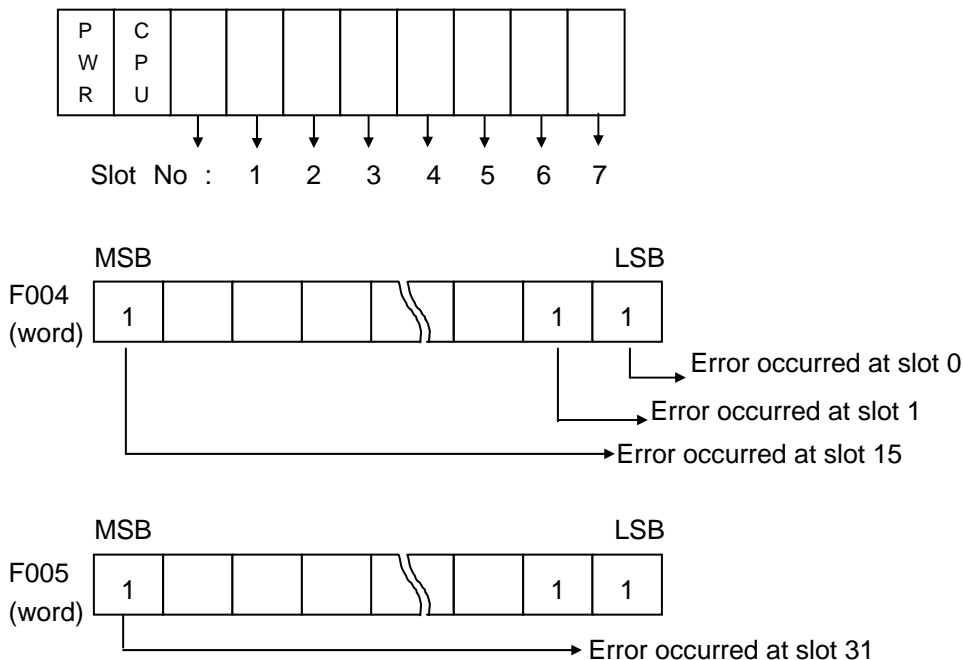 PWR
CPU
Slot No : 1 2 3 4 5 6 7
MSB LSB
F004
(word)
1 1 1
Error occurred at slot 0
Error occurred at slot 1
Error occurred at slot 15
MSB LSB
F005
(word)
1 1 1
Error occurred at slot 31